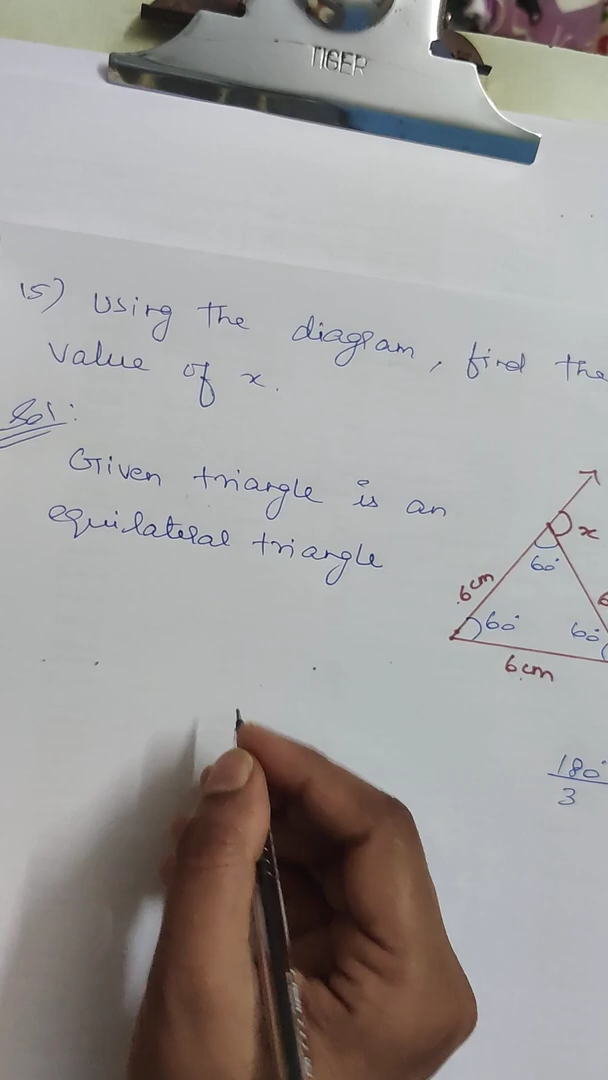 TIGER
15) Using the diagram, find the
value of x.
Sol:
Given triangle is an
equilateral triangle
x
60°
6cm
6
60°
60°
6cm
180°
3